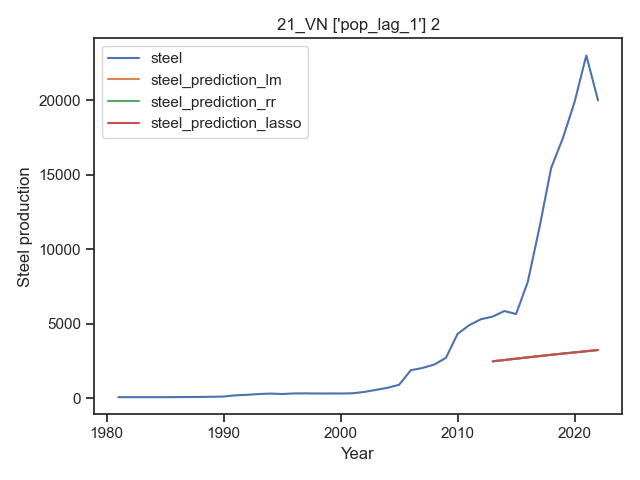 21_VN ['pop_lag_1'] 2
steel
steel_prediction_lm
steel_prediction_rr
steel_prediction_lasso
Steel production
20000
15000
10000
5000
0
1980
1990
2000
2010
2020
Year